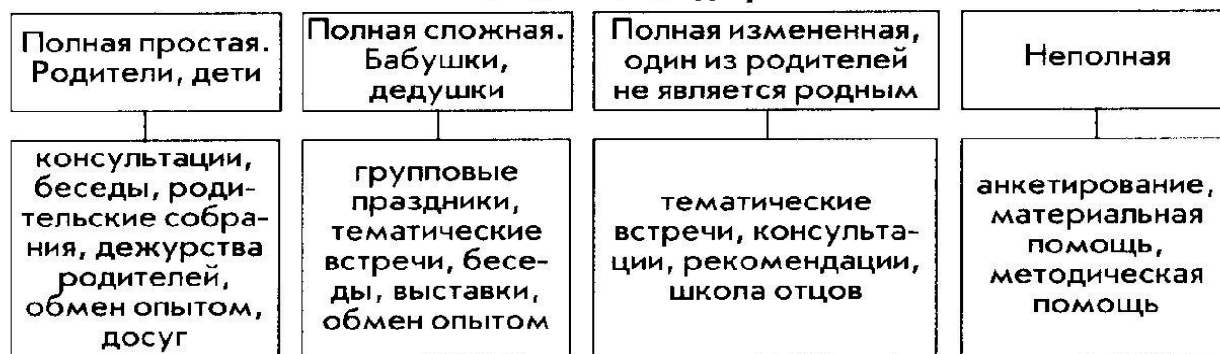 Полная простая.
Родители, дети
Полная сложная.
Бабушки,
дедушки
Полная измененная,
один из родителей
не является родным
Неполная
консультации,
беседы, роди-
тельские собра-
ния, дежурства
родителей,
обмен опытом,
досуг
групповые
праздники,
тематические
встречи, бесе-
ды, выставки,
обмен опытом
тематические
встречи, консульта-
ции, рекомендации,
школа отцов
анкетирование,
материальная
помощь,
методическая
помощь